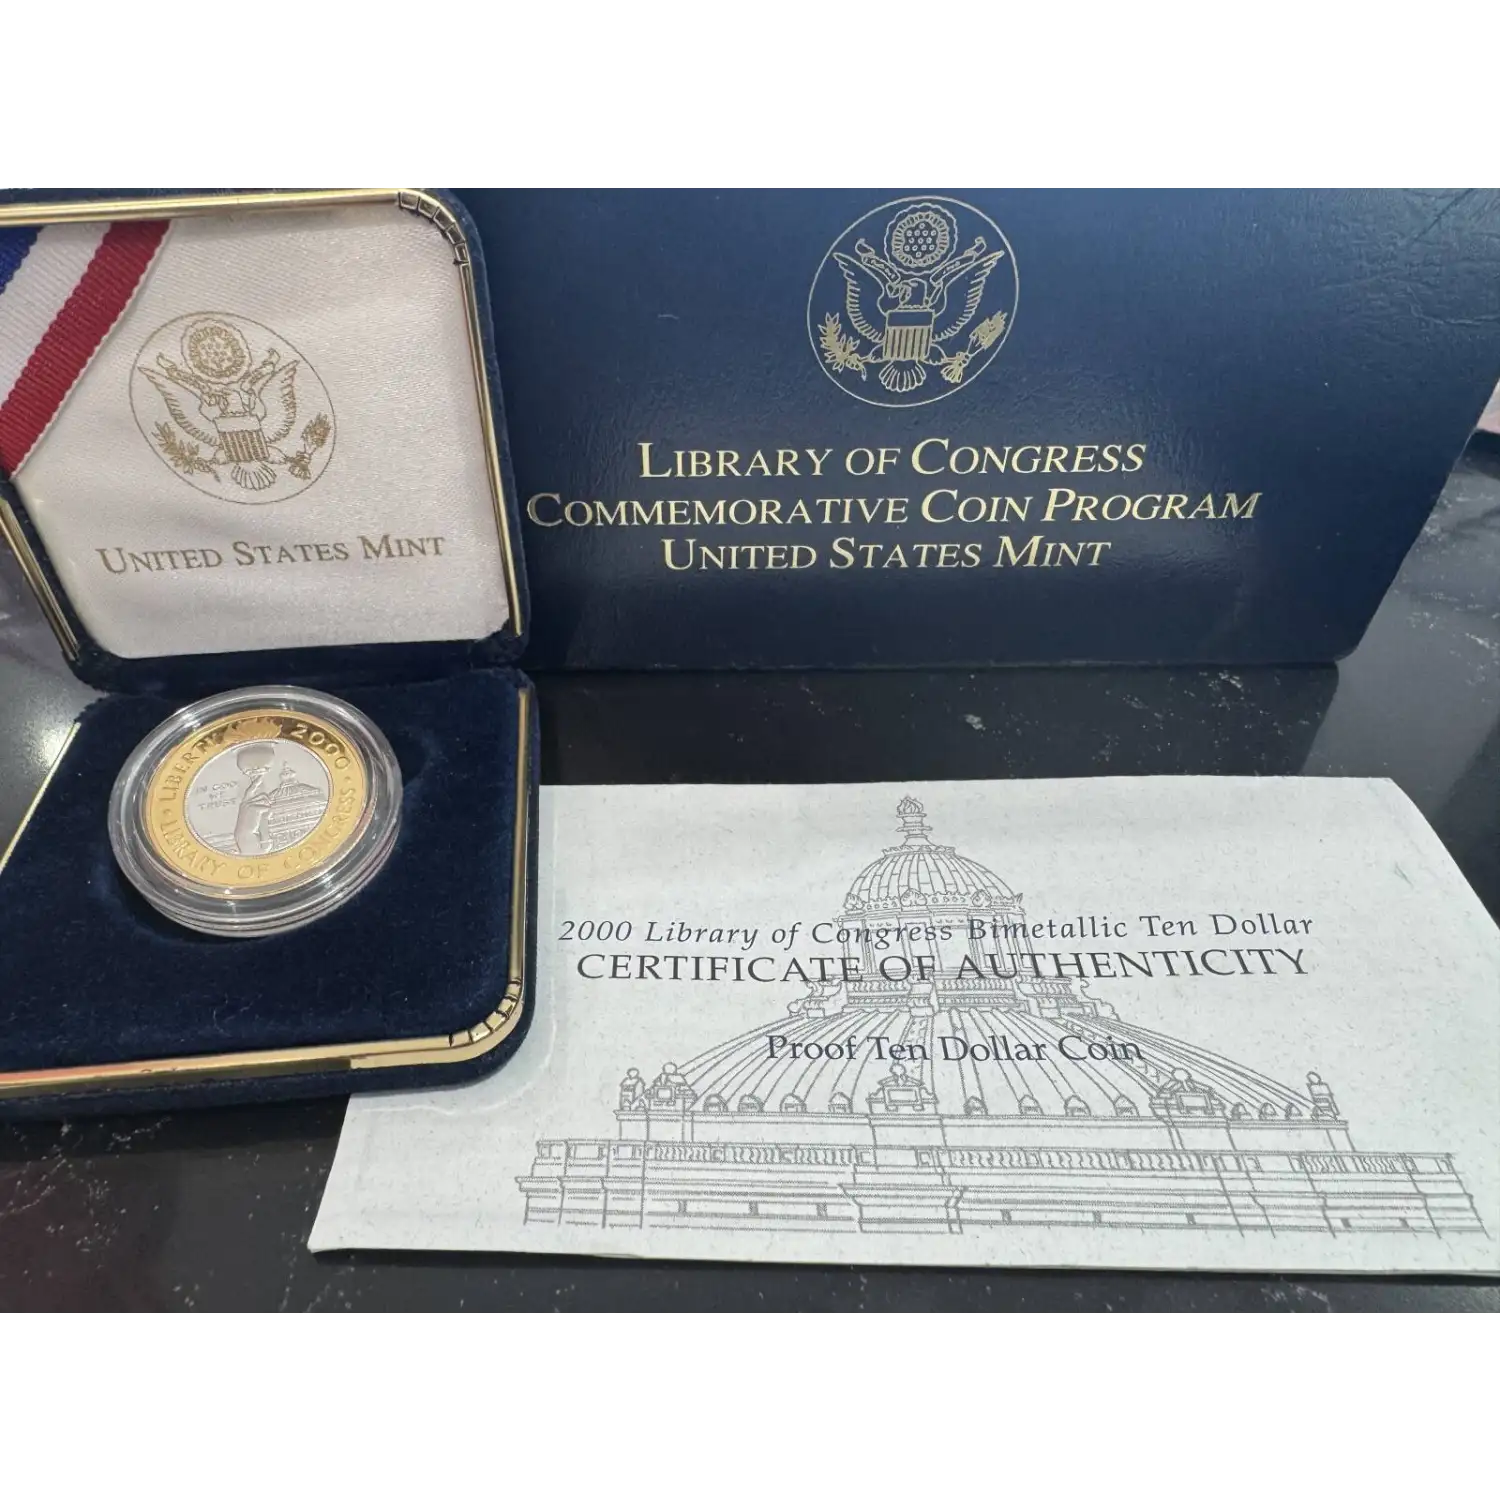 UNITED STATES MINT
LIBRARY OF CONGRESS
COMMEMORATIVE COIN PROGRAM
UNITED STATES MINT
LIBERTY 2000
IN GOD
WE
TRUST
LIBRARY OF CONGRESS
2000 Library of Congress Bimetallic Ten Dollar
CERTIFICATE OF AUTHENTICITY
Proof Ten Dollar Coin